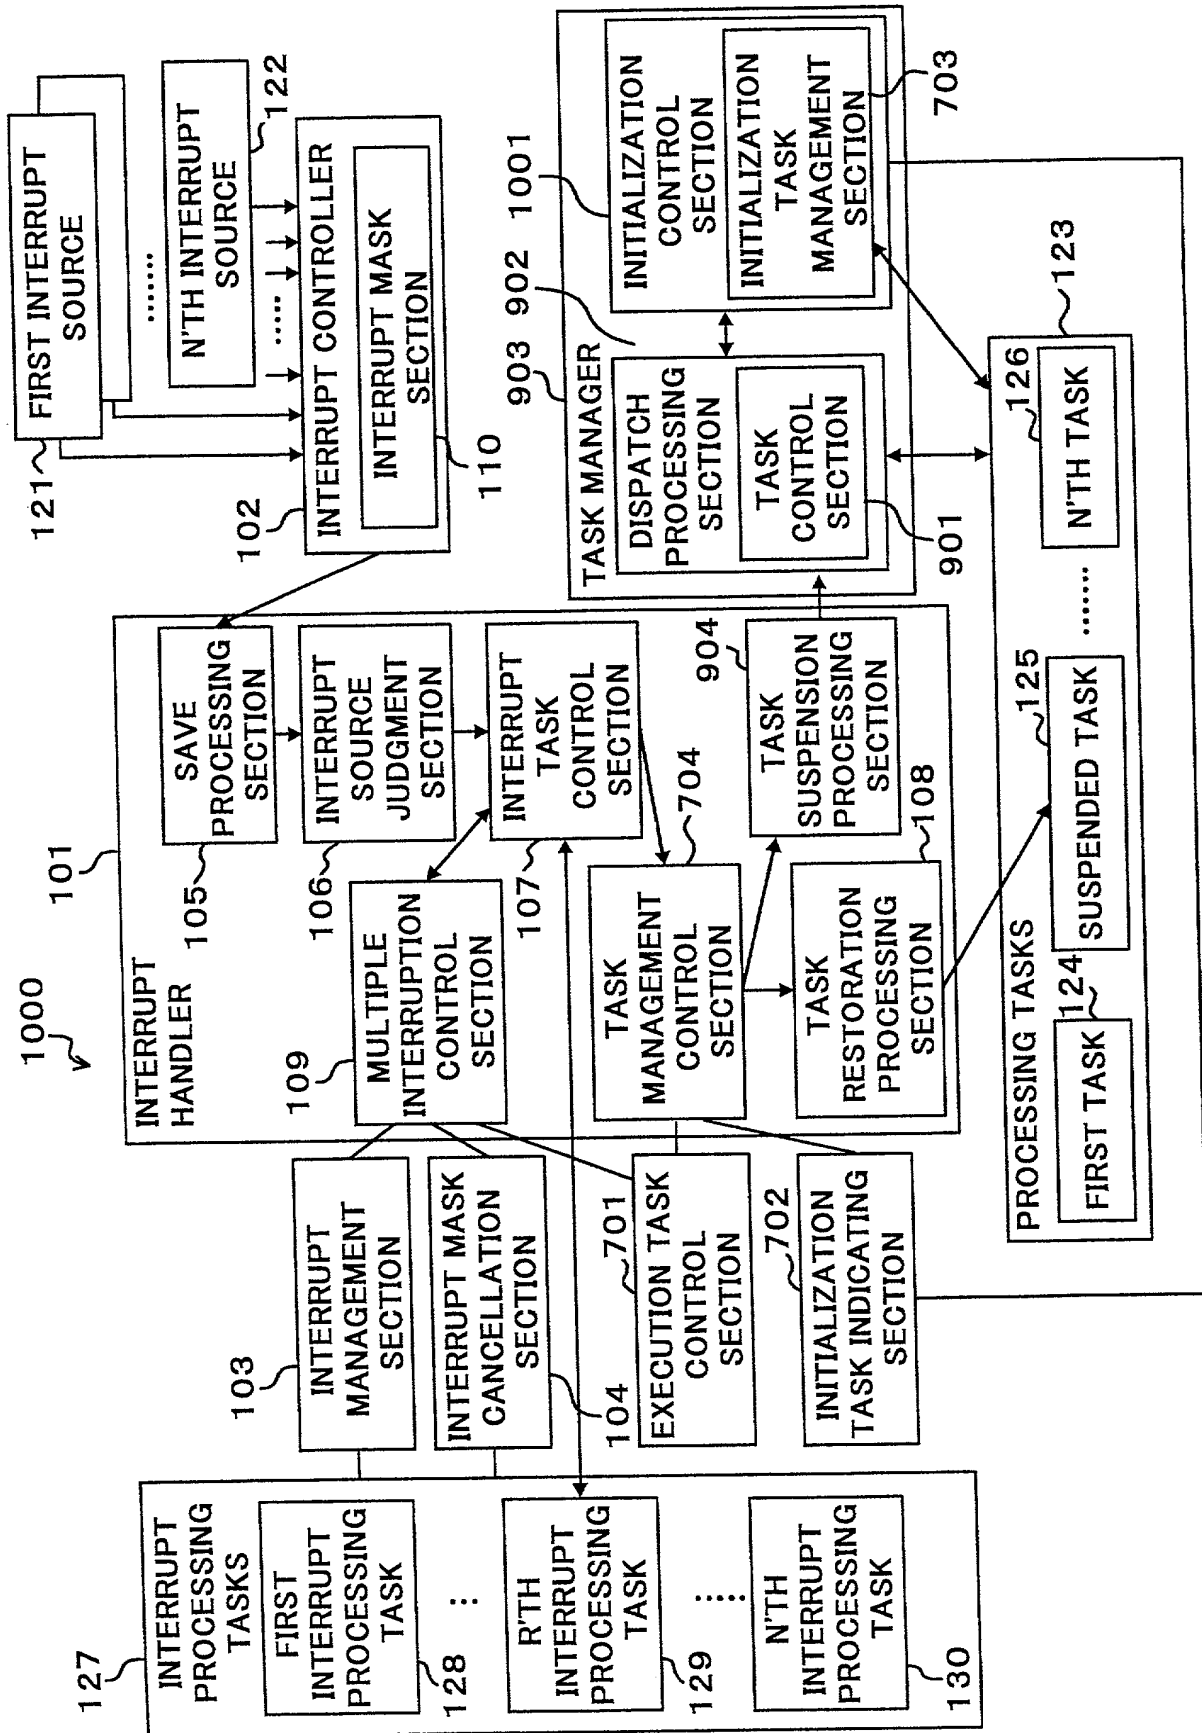 1000
127
INTERRUPT
PROCESSING
TASKS
FIRST
INTERRUPT
PROCESSING
TASK
128
R'TH
INTERRUPT
PROCESSING
TASK
129
N'TH
INTERRUPT
PROCESSING
TASK
130
103
INTERRUPT
MANAGEMENT
SECTION
INTERRUPT MASK
CANCELLATION
SECTION
104
701
EXECUTION TASK
CONTROL
SECTION
702
INITIALIZATION
TASK INDICATING
SECTION
101
INTERRUPT
HANDLER
105
SAVE
PROCESSING
SECTION
106
INTERRUPT
SOURCE
JUDGMENT
SECTION
107
INTERRUPT
TASK
CONTROL
SECTION
109
MULTIPLE
INTERRUPTION
CONTROL
SECTION
704
TASK
MANAGEMENT
CONTROL
SECTION
904
TASK
SUSPENSION
PROCESSING
SECTION
108
TASK
RESTORATION
PROCESSING
SECTION
121
FIRST INTERRUPT
SOURCE
.......
N'TH INTERRUPT
SOURCE
122
.....
102
INTERRUPT CONTROLLER
INTERRUPT MASK
SECTION
110
903
TASK MANAGER
902
DISPATCH
PROCESSING
SECTION
TASK
CONTROL
SECTION
901
1001
INITIALIZATION
CONTROL
SECTION
INITIALIZATION
TASK
MANAGEMENT
SECTION
703
PROCESSING TASKS
123
124
FIRST TASK
125
SUSPENDED TASK
.......
126
N'TH TASK